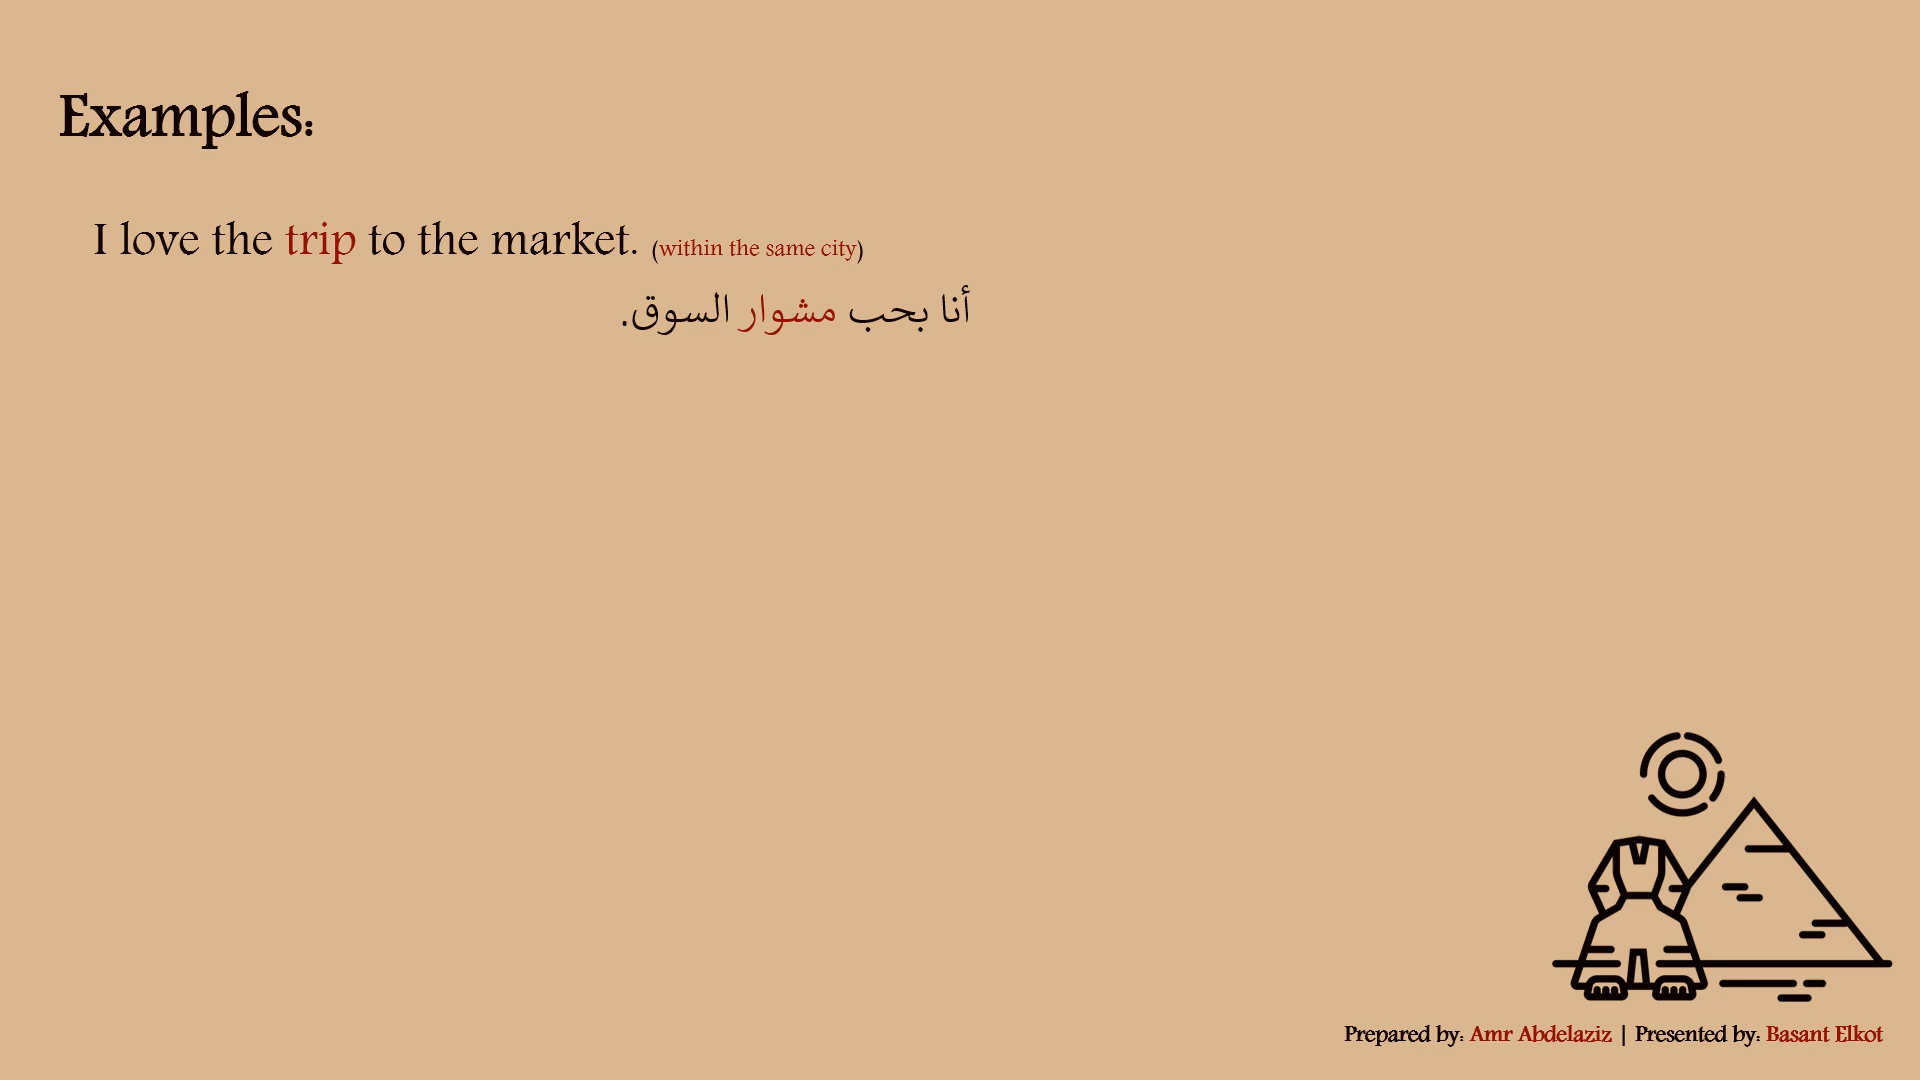 Examples:
I love the trip to the market. (within the same city)
أنا بحب مشوار السوق.
Prepared by: Amr Abdelaziz | Presented by: Basant Elkot